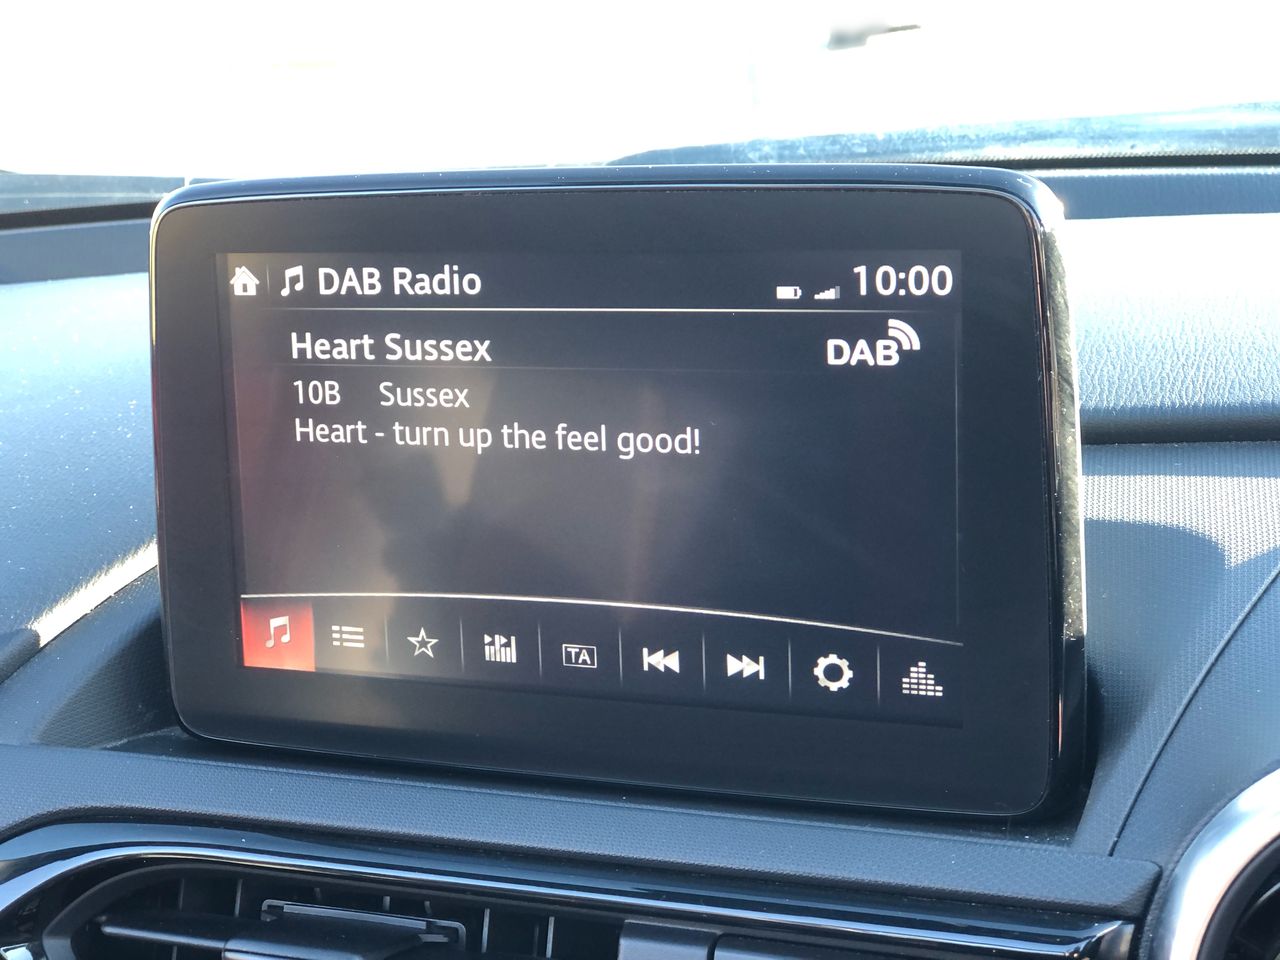 DAB Radio 10:00
Heart Sussex DAB
10B Sussex
Heart - turn up the feel good!
TA